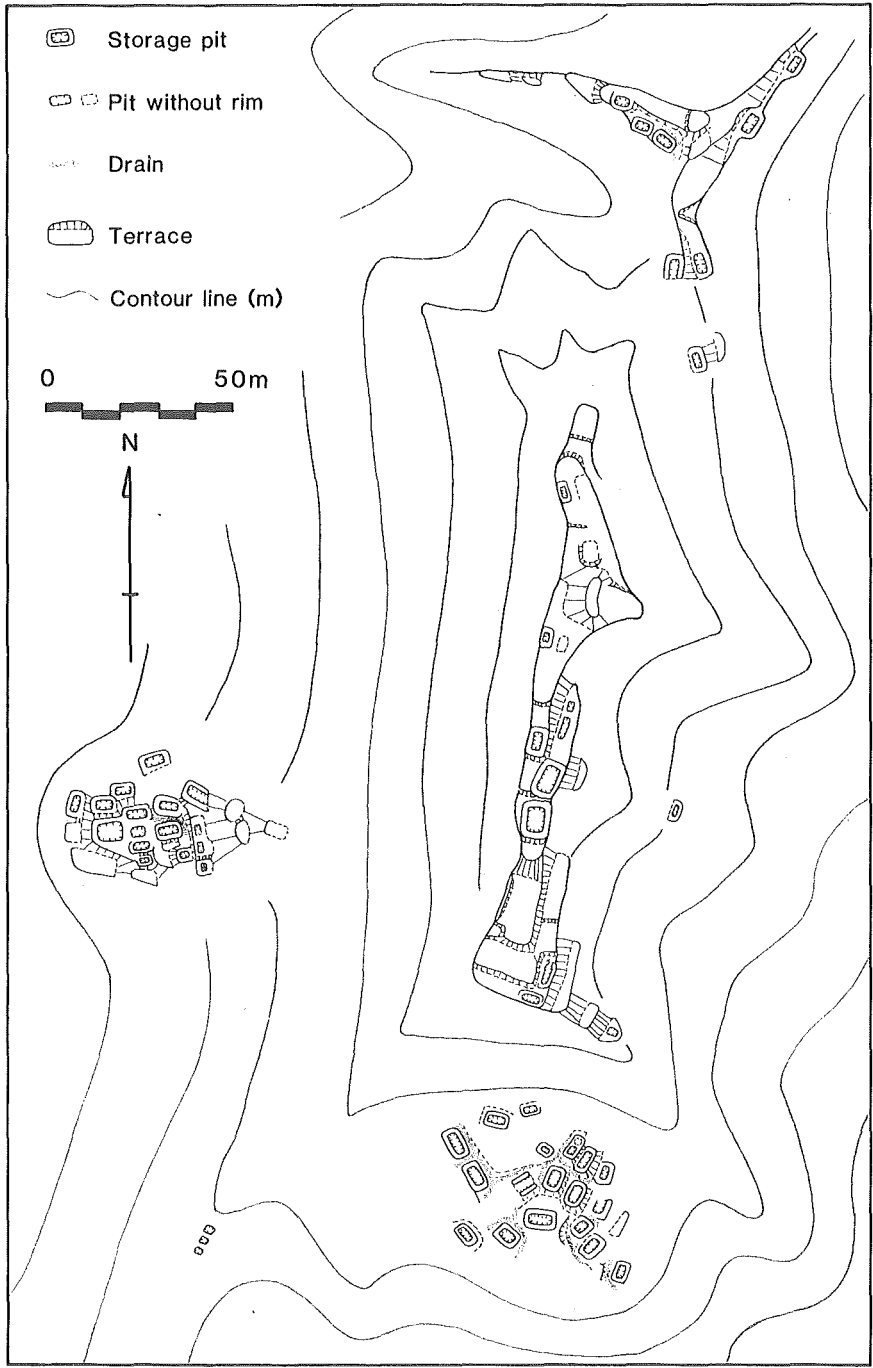 Storage pit
Pit without rim
Drain
Terrace
Contour line (m)
0 50m
N